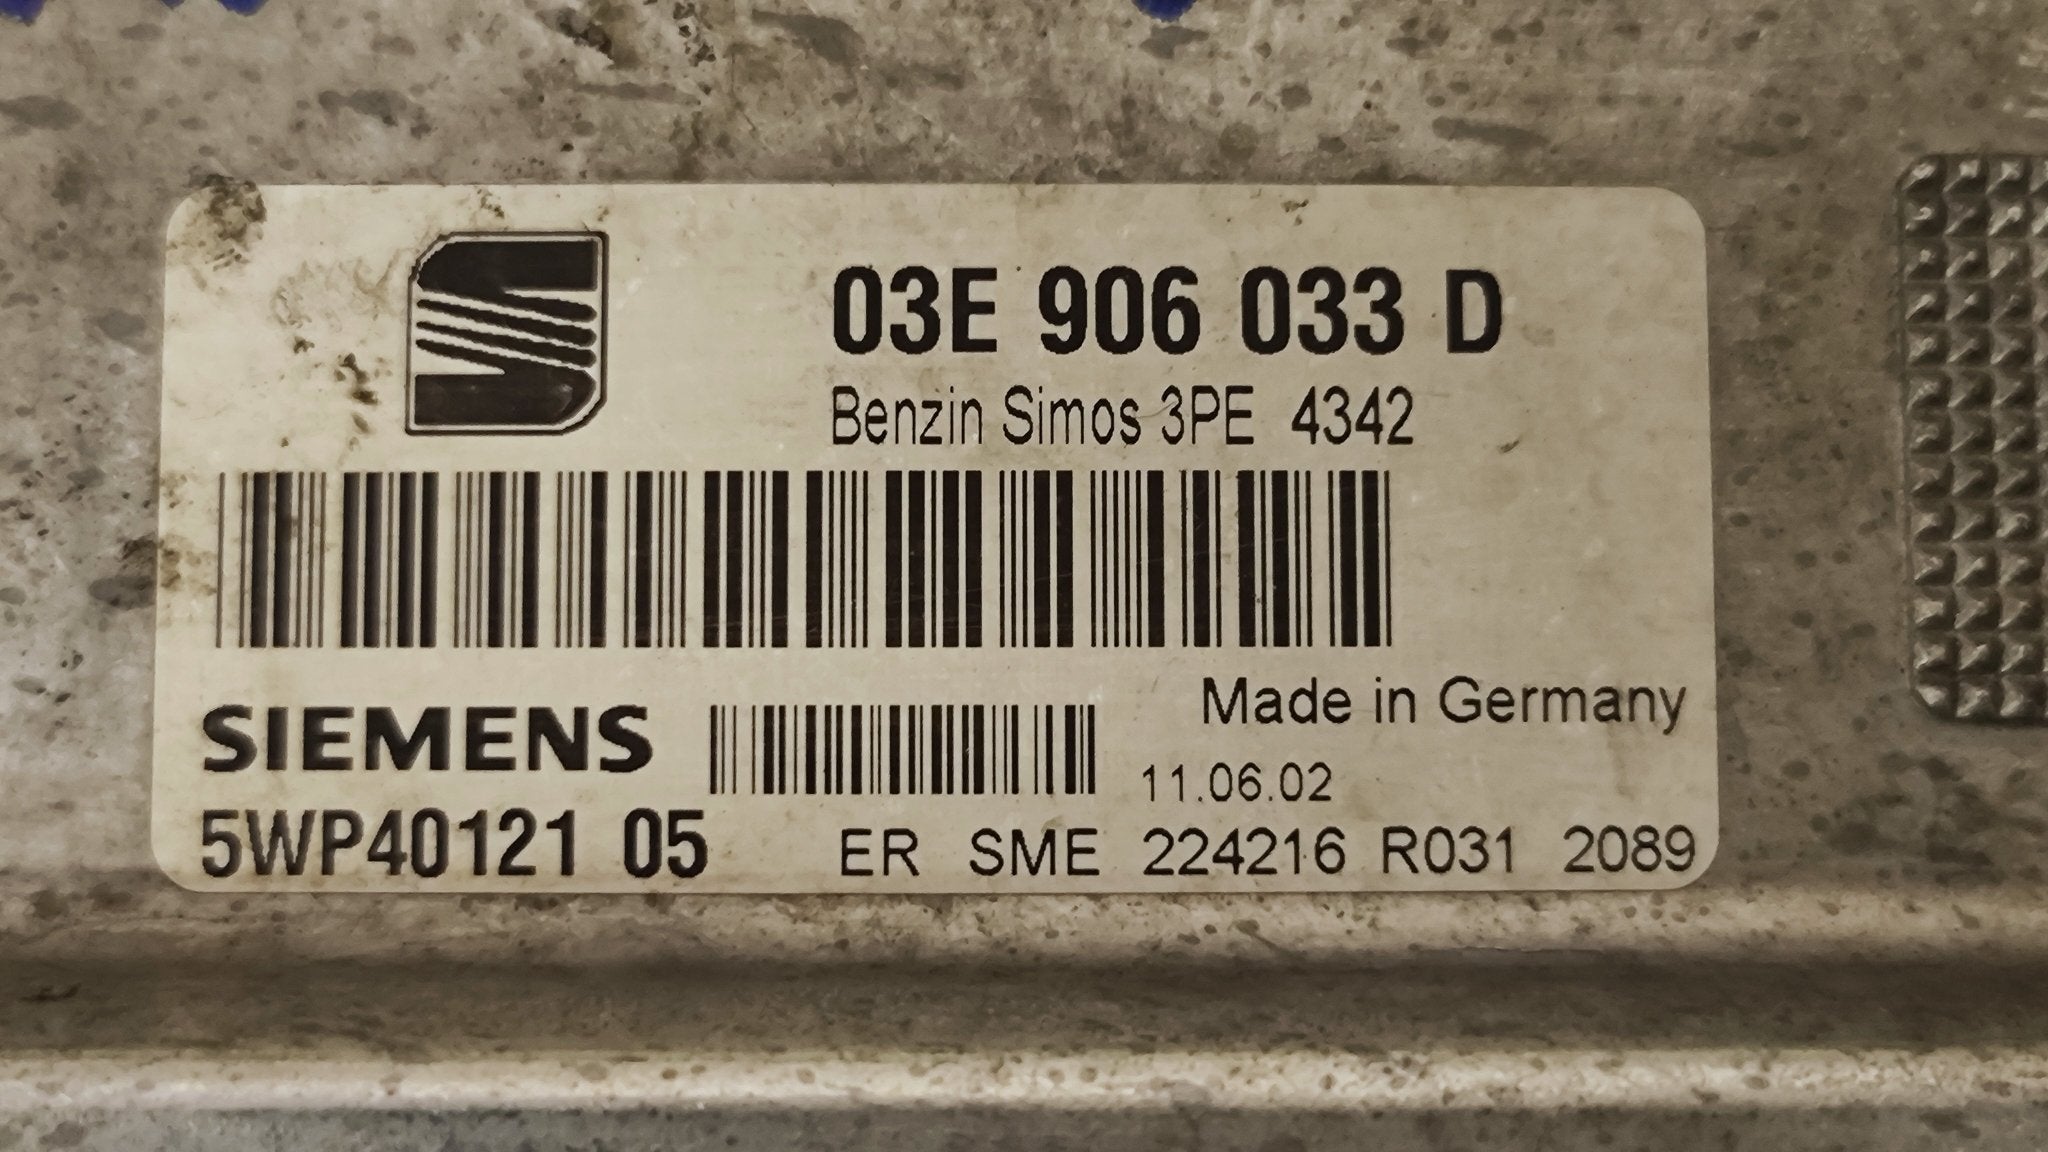 03E 906 033 D
Benzin Simos 3PE 4342
SIEMENS
Made in Germany
11.06.02
5WP40121 05
ER SME 224216 R031 2089